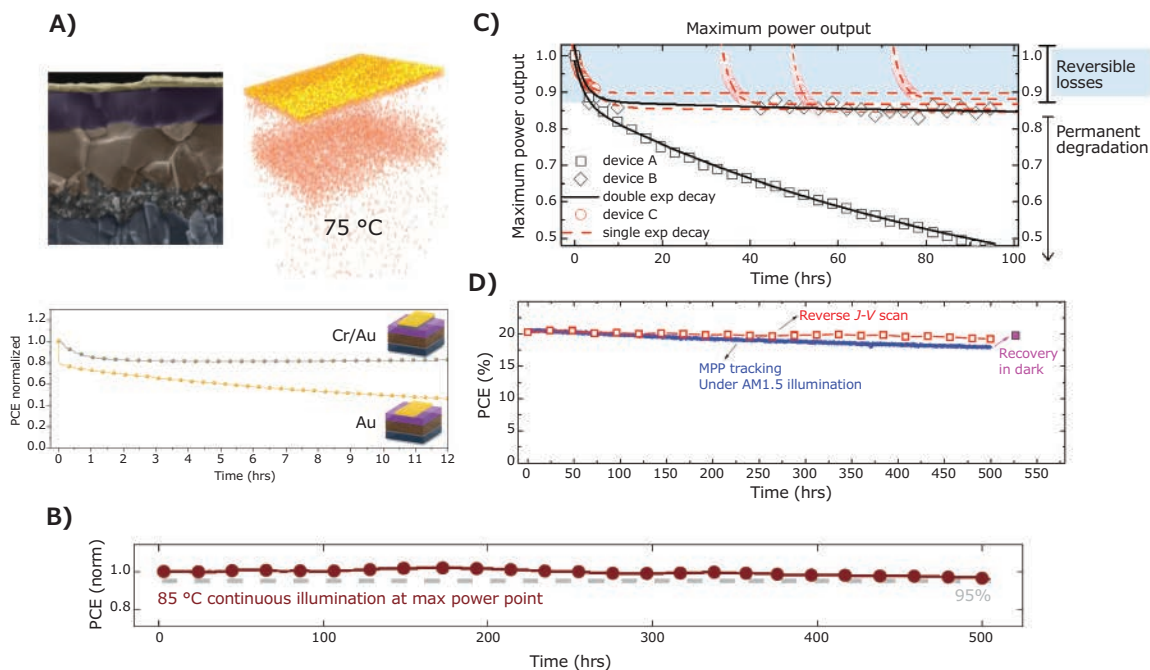 A)
75 °C
PCE normalized
1.2
1.0
0.8
0.6
0.4
0.1
0.0
Cr/Au
Au
0
1
2
3
4
5
6
7
8
9
10
11
12
Time (hrs)
C)
Maximum power output
Maximum power output
1.0
0.9
0.8
0.7
0.6
0.5
device A
device B
double exp decay
device C
single exp decay
1.0
0.9
0.8
0.7
0.6
0.5
Reversible
losses
Permanent
degradation
0
20
40
60
80
100
Time (hrs)
D)
PCE (%)
25
20
15
10
5
0
Reverse J-V scan
MPP tracking
Under AM1.5 illumination
Recovery
in dark
0
50
100
150
200
250
300
350
400
450
500
550
Time (hrs)
B)
PCE (norm)
1.0
0.8
85 °C continuous illumination at max power point
95%
0
100
200
300
400
500
Time (hrs)